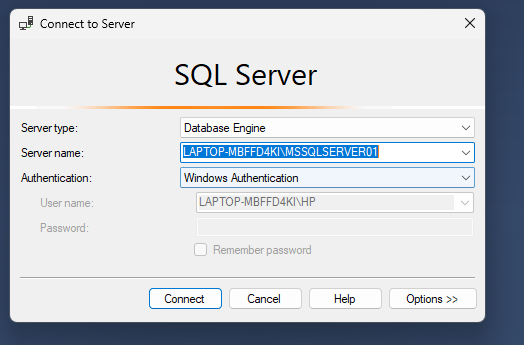 Connect to Server
SQL Server
Server type: Database Engine
Server name: LAPTOP-MBFFD4KI\MSSQLSERVER01
Authentication: Windows Authentication
User name: LAPTOP-MBFFD4KI\HP
Password:
Remember password
Connect Cancel Help Options >>